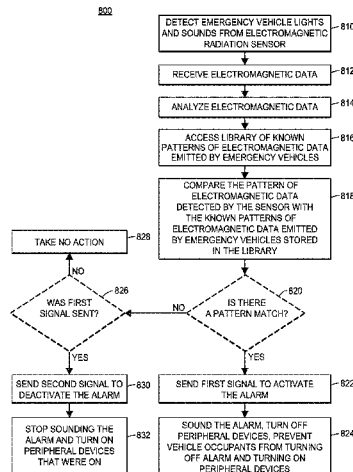 800
DETECT EMERGENCY VEHICLE LIGHTS
AND SOUNDS FROM ELECTROMAGNETIC
RADIATION SENSOR
810
RECEIVE ELECTROMAGNETIC DATA
812
ANALYZE ELECTROMAGNETIC DATA
814
ACCESS LIBRARY OF KNOWN
PATTERNS OF ELECTROMAGNETIC DATA
EMITTED BY EMERGENCY VEHICLES
816
COMPARE THE PATTERN OF
ELECTROMAGNETIC DATA
DETECTED BY THE SENSOR WITH
THE KNOWN PATTERNS OF
ELECTROMAGNETIC DATA EMITTED
BY EMERGENCY VEHICLES STORED
IN THE LIBRARY
818
IS THERE
A PATTERN MATCH?
820
NO
YES
WAS FIRST
SIGNAL SENT?
826
NO
YES
TAKE NO ACTION
828
SEND SECOND SIGNAL TO
DEACTIVATE THE ALARM
830
SEND FIRST SIGNAL TO ACTIVATE
THE ALARM
822
STOP SOUNDING THE
ALARM AND TURN ON
PERIPHERAL DEVICES
THAT WERE ON
832
SOUND THE ALARM, TURN OFF
PERIPHERAL DEVICES, PREVENT
VEHICLE OCCUPANTS FROM TURNING
OFF ALARM AND TURNING ON
PERIPHERAL DEVICES
824